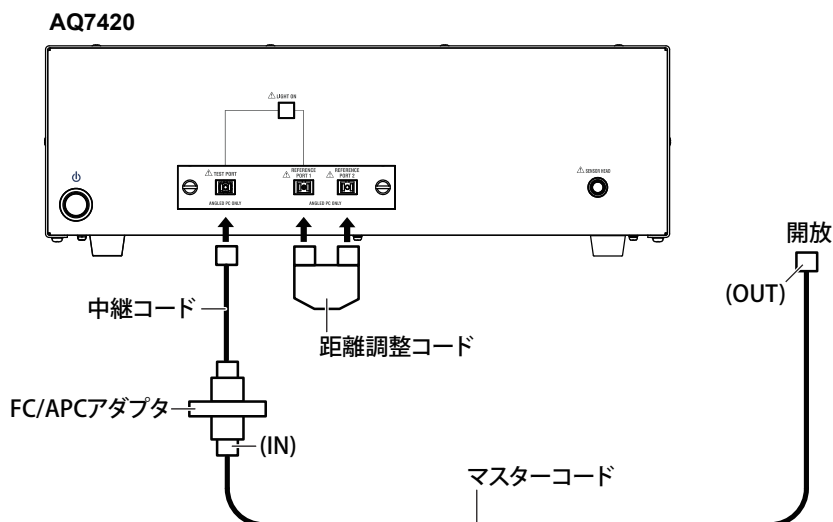 AQ7420
⚠ LIGHT ON
⚠ TEST PORT
⚠ REFERENCE PORT 1
⚠ REFERENCE PORT 2
ANGLED PC ONLY
ANGLED PC ONLY
⚠ SENSOR HEAD
開放
(OUT)
中継コード
距離調整コード
FC/APCアダプタ
(IN)
マスターコード